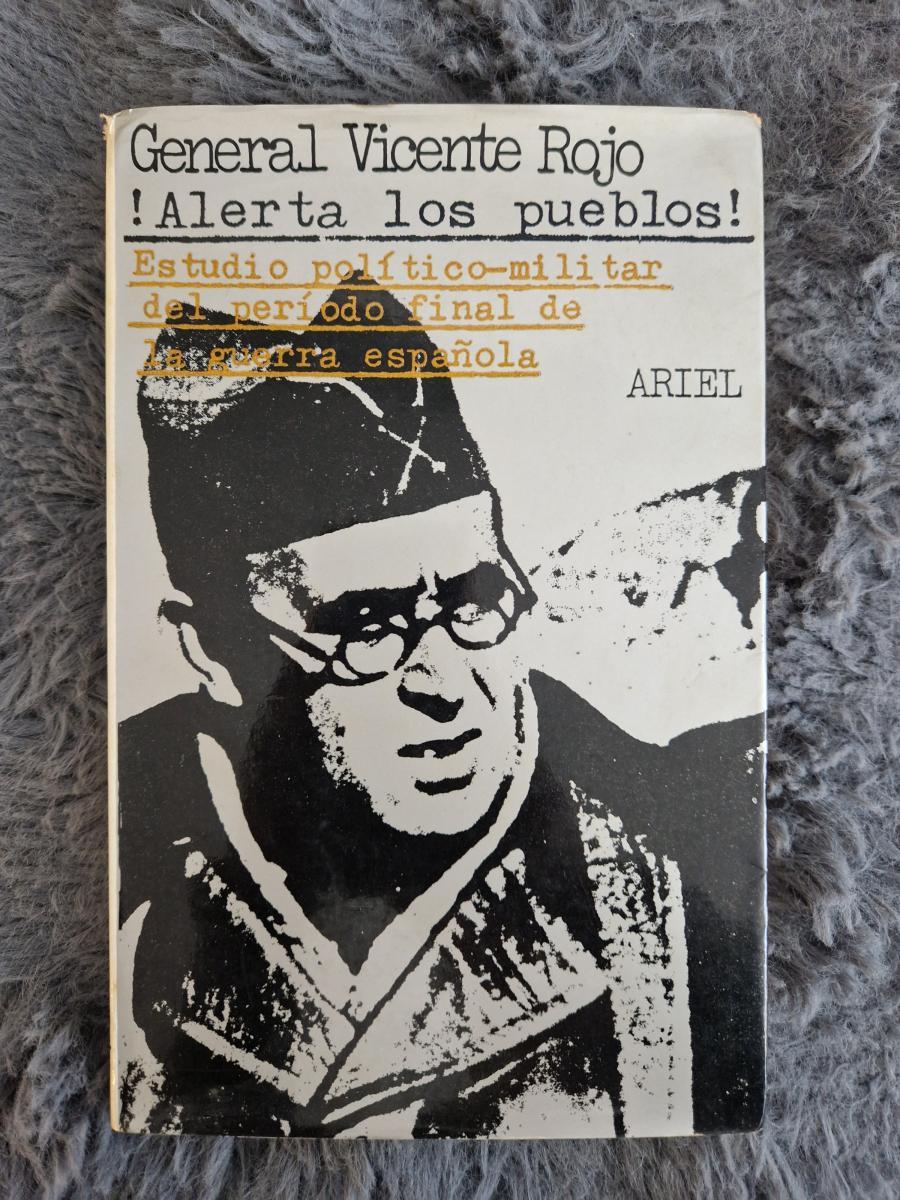 General Vicente Rojo
!Alerta los pueblos!
Estudio político-militar
del período final de
la guerra española
ARIEL